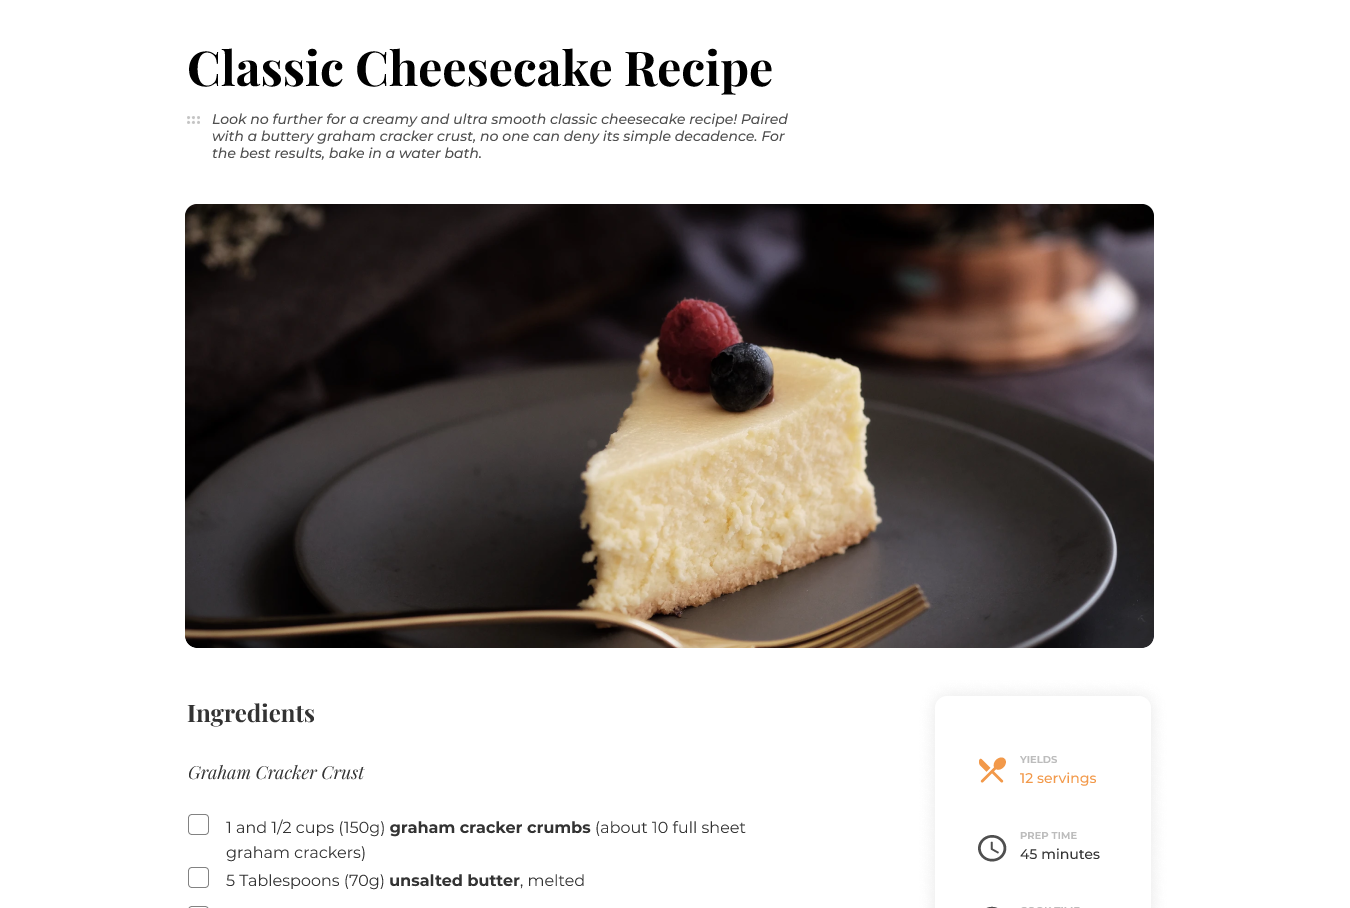 Classic Cheesecake Recipe
Look no further for a creamy and ultra smooth classic cheesecake recipe! Paired
with a buttery graham cracker crust, no one can deny its simple decadence. For
the best results, bake in a water bath.
Ingredients
Graham Cracker Crust
1 and 1/2 cups (150g) graham cracker crumbs (about 10 full sheet
graham crackers)
5 Tablespoons (70g) unsalted butter, melted
YIELDS
12 servings
PREP TIME
45 minutes